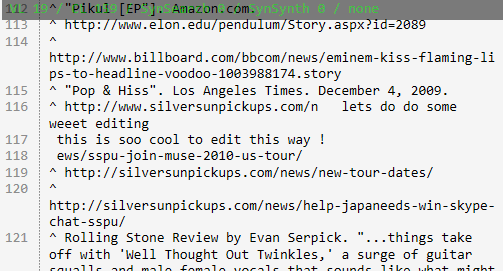 112 ^ "Pikul [EP"]. Amazon.com.
SynSynth 0 / none
113 ^ http://www.elon.edu/pendulum/Story.aspx?id=2089
114 ^
http://www.billboard.com/bbcom/news/eminem-kiss-flaming-li
ps-to-headline-voodoo-1003988174.story
115 ^ "Pop & Hiss". Los Angeles Times. December 4, 2009.
116 ^ http://www.silversunpickups.com/n   lets do do some
weeet editing
117 this is soo cool to edit this way !
118 ews/sspu-join-muse-2010-us-tour/
119 ^ http://silversunpickups.com/news/new-tour-dates/
120 ^
http://silversunpickups.com/news/help-japaneeds-win-skype-
chat-sspu/
121 ^ Rolling Stone Review by Evan Serpick. "...things take
off with 'Well Thought Out Twinkles,' a surge of guitar
squalls and male-female vocals that sounds like what might